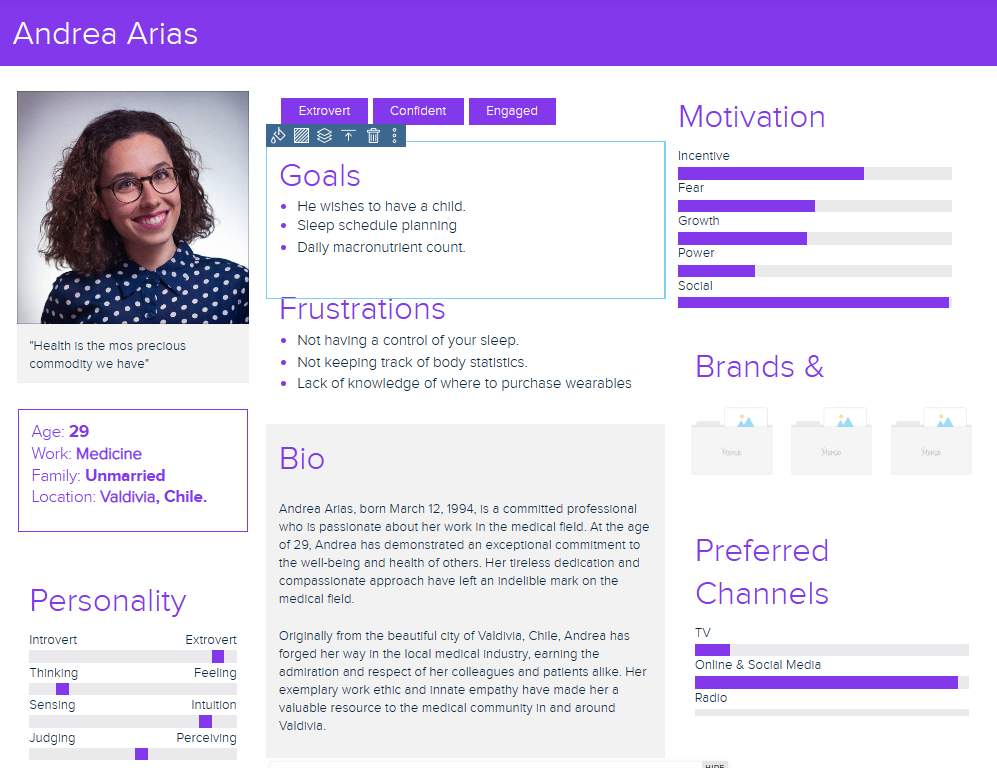 Andrea Arias
"Health is the mos precious
commodity we have"
Age: 29
Work: Medicine
Family: Unmarried
Location: Valdivia, Chile.
Personality
Introvert Extrovert
Thinking Feeling
Sensing Intuition
Judging Perceiving
Extrovert Confident Engaged
Goals
He wishes to have a child.
Sleep schedule planning
Daily macronutrient count.
Frustrations
Not having a control of your sleep.
Not keeping track of body statistics.
Lack of knowledge of where to purchase wearables
Bio
Andrea Arias, born March 12, 1994, is a committed professional
who is passionate about her work in the medical field. At the age
of 29, Andrea has demonstrated an exceptional commitment to
the well-being and health of others. Her tireless dedication and
compassionate approach have left an indelible mark on the
medical field.
Originally from the beautiful city of Valdivia, Chile, Andrea has
forged her way in the local medical industry, earning the
admiration and respect of her colleagues and patients alike. Her
exemplary work ethic and innate empathy have made her a
valuable resource to the medical community in and around
Valdivia.
HIDE
Motivation
Incentive
Fear
Growth
Power
Social
Brands &
Preferred
Channels
TV
Online & Social Media
Radio